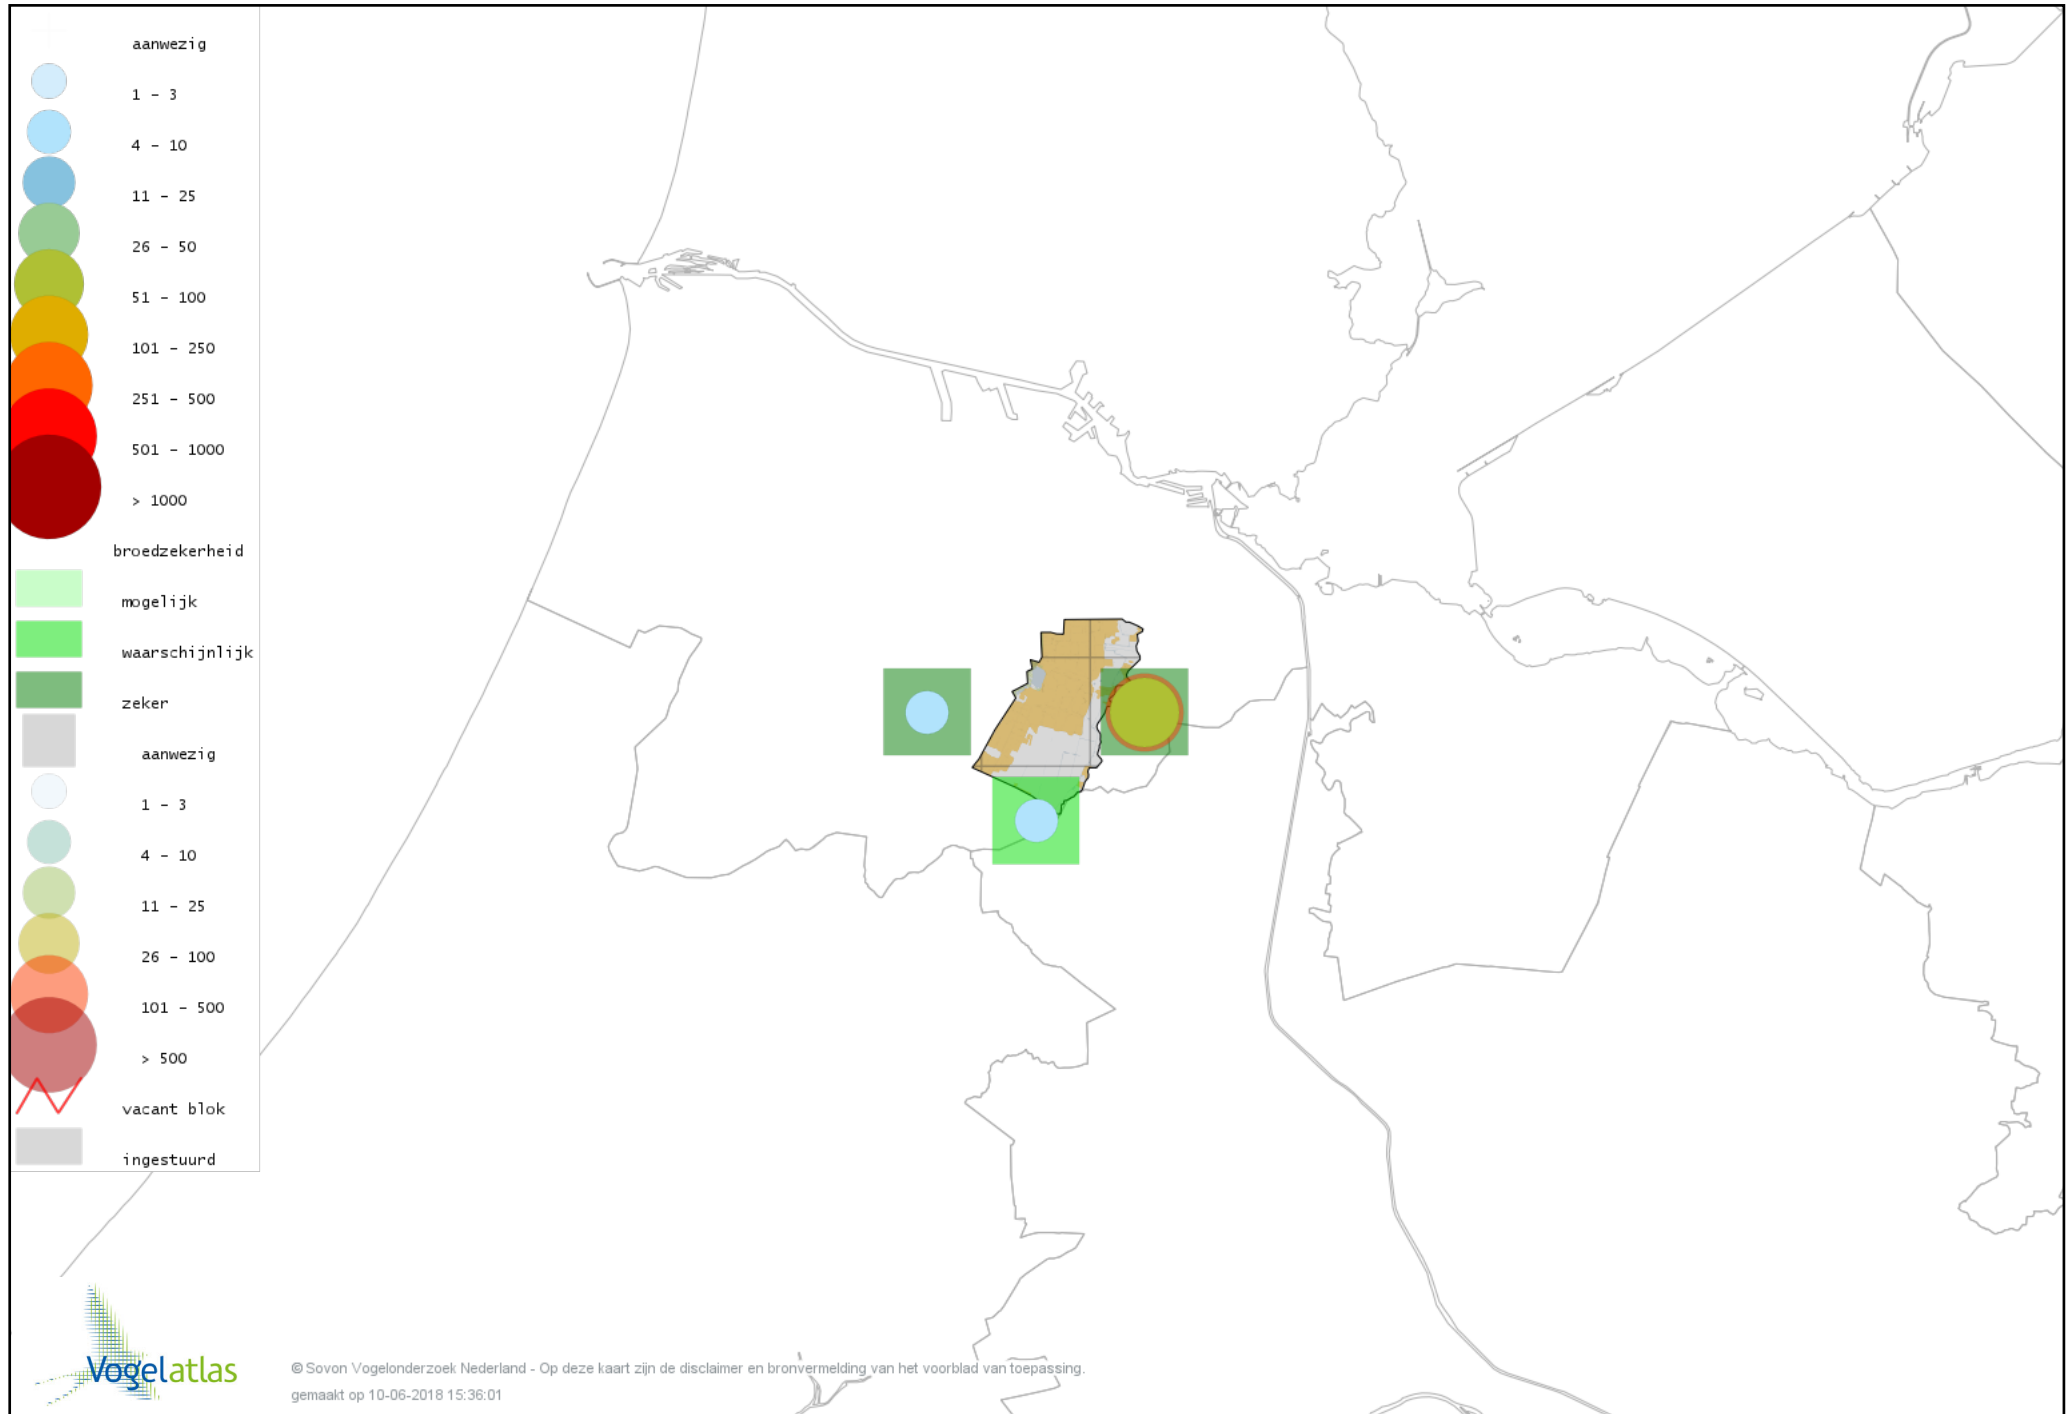 aanwezig
1 – 3
4 – 10
11 – 25
26 – 50
51 – 100
101 – 250
251 – 500
501 – 1000
> 1000
broedzekerheid
mogelijk
waarschijnlijk
zeker
aanwezig
1 – 3
4 – 10
11 – 25
26 – 100
101 – 500
> 500
vacant blok
ingestuurd
Vogelatlas
© Sovon Vogelonderzoek Nederland - Op deze kaart zijn de disclaimer en bronvermelding van het voorblad van toepassing.
gemaakt op 10-06-2018 15:36:01